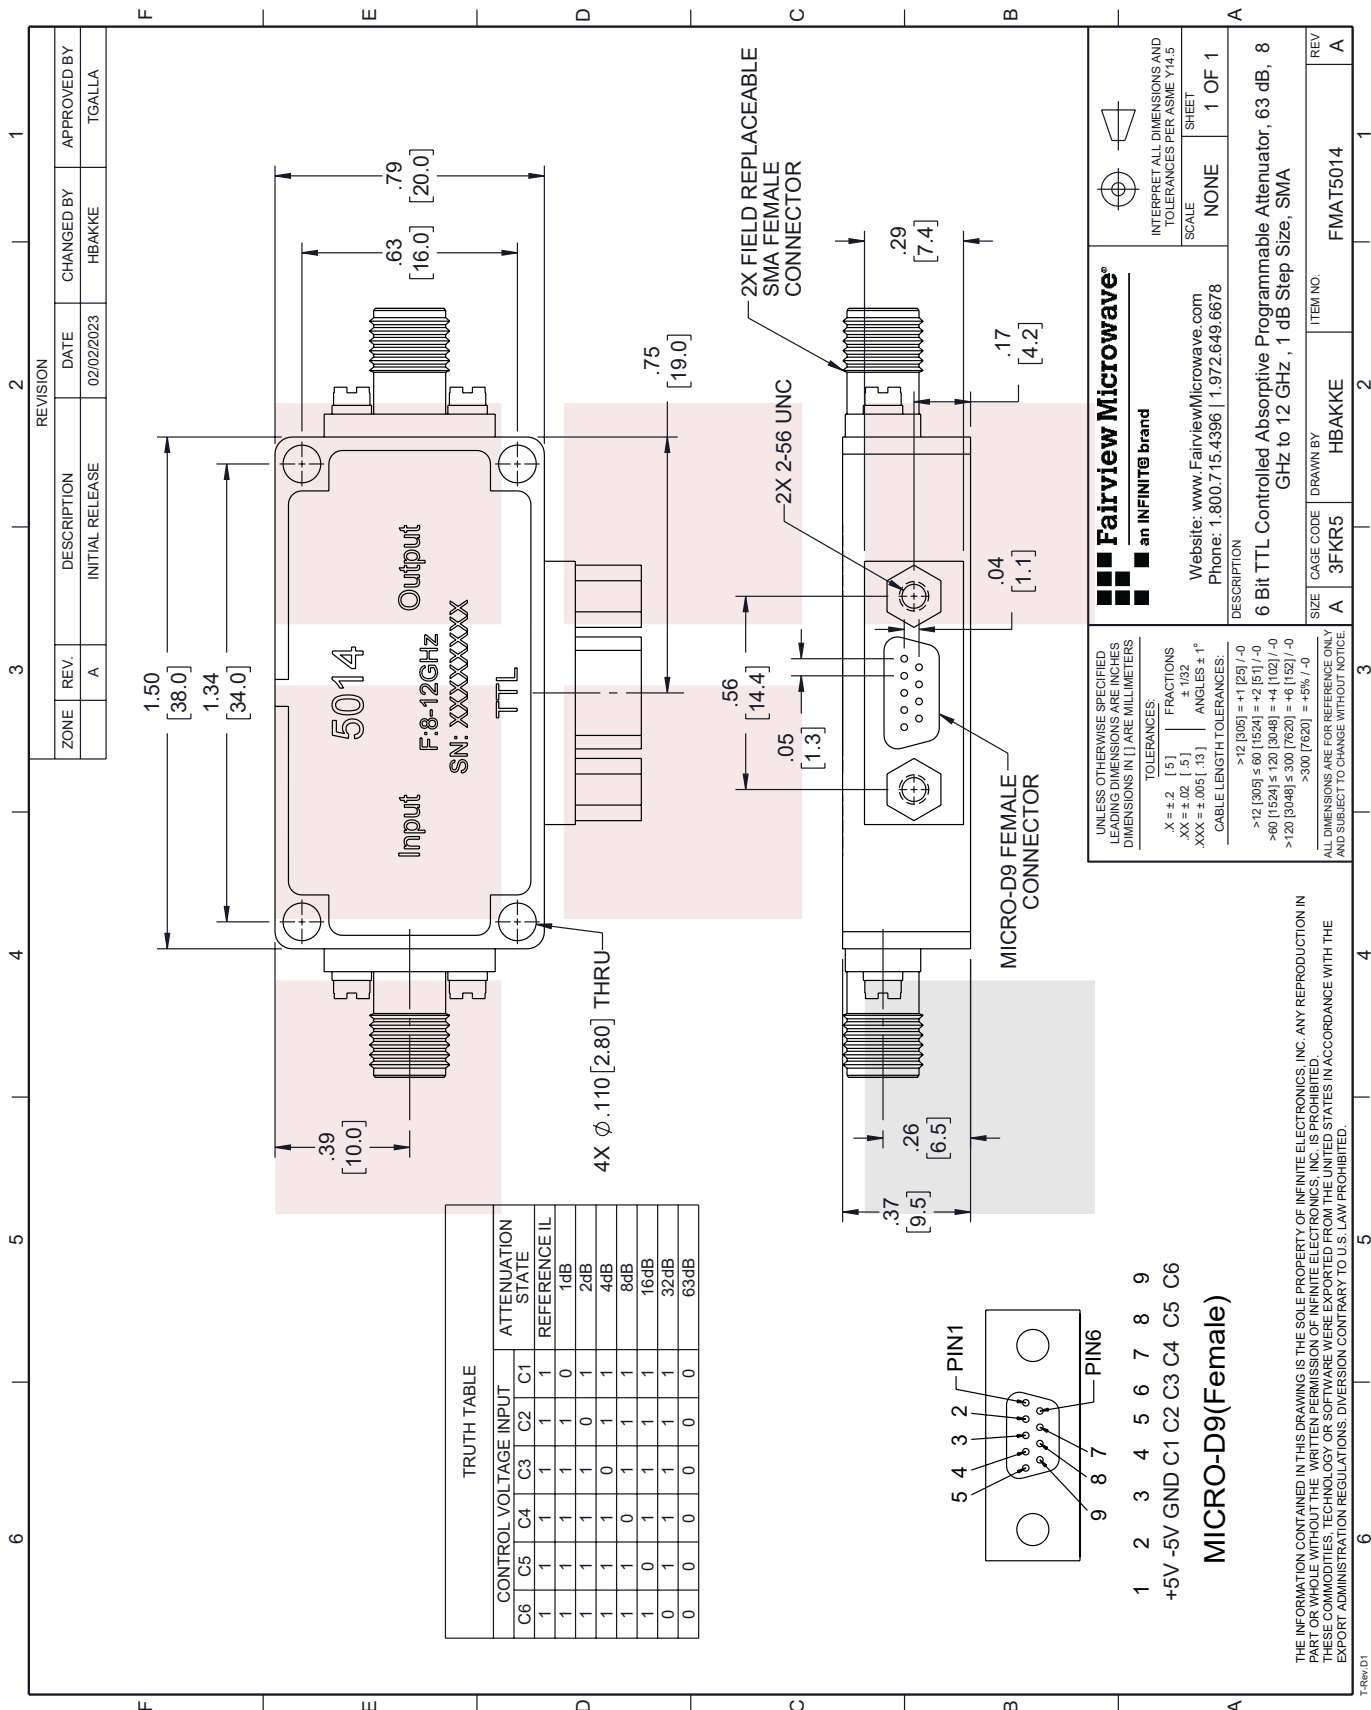 6
5
4
3
2
1
F
E
D
C
B
A
REVISION
ZONE REV. DESCRIPTION DATE CHANGED BY APPROVED BY
A INITIAL RELEASE 02/02/2023 HBAKKE TGALLA
1.50
[38.0]
1.34
[34.0]
.39
[10.0]
.79
[20.0]
.63
[16.0]
5014
Input
Output
F:8-12GHz
SN: XXXXXXXX
TTL
4X Ø .110 [2.80] THRU
.75
[19.0]
TRUTH TABLE
CONTROL VOLTAGE INPUT ATTENUATION
STATE
C6 C5 C4 C3 C2 C1
1 1 1 1 1 1 REFERENCE IL
1 1 1 1 1 0 1dB
1 1 1 1 0 1 2dB
1 1 1 0 1 1 4dB
1 1 0 1 1 1 8dB
1 0 1 1 1 1 16dB
0 1 1 1 1 1 32dB
0 0 0 0 0 0 63dB
2X FIELD REPLACEABLE
SMA FEMALE
CONNECTOR
2X 2-56 UNC
.56
[14.4]
.05
[1.3]
.04
[1.1]
.29
[7.4]
.17
[4.2]
.37
[9.5]
.26
[6.5]
MICRO-D9 FEMALE
CONNECTOR
5 4 3 2 PIN1
9 8 7 PIN6
1 2 3 4 5 6 7 8 9
+5V -5V GND C1 C2 C3 C4 C5 C6
MICRO-D9(Female)
UNLESS OTHERWISE SPECIFIED
LEADING DIMENSIONS ARE INCHES
DIMENSIONS IN [ ] ARE MILLIMETERS
TOLERANCES:
.X = ± .2 [ 5 ] FRACTIONS
.XX = ± .02 [ .5 ] ± 1/32
.XXX = ± .005 [ .13 ] ANGLES ± 1°
CABLE LENGTH TOLERANCES:
>12 [305] ≤ 60 [1524] = +1 [25] / -0
>12 [305] ≤ 60 [1524] = +2 [51] / -0
>60 [1524] ≤ 120 [3048] = +4 [102] / -0
>120 [3048] ≤ 300 [7620] = +6 [152] / -0
>300 [7620] = +5% / -0
ALL DIMENSIONS ARE FOR REFERENCE ONLY
AND SUBJECT TO CHANGE WITHOUT NOTICE.
Fairview Microwave®
an INFINIT@ brand
Website: www.FairviewMicrowave.com
Phone: 1.800.715.4396 | 1.972.649.6678
INTERPRET ALL DIMENSIONS AND
TOLERANCES PER ASME Y14.5
SCALE NONE
SHEET 1 OF 1
DESCRIPTION
6 Bit TTL Controlled Absorptive Programmable Attenuator, 63 dB, 8
GHz to 12 GHz , 1 dB Step Size, SMA
SIZE CAGE CODE DRAWN BY ITEM NO. REV
A 3FKR5 HBAKKE FMAT5014 A
THE INFORMATION CONTAINED IN THIS DRAWING IS THE SOLE PROPERTY OF INFINITE ELECTRONICS, INC. ANY REPRODUCTION IN
PART OR WHOLE WITHOUT THE WRITTEN PERMISSION OF INFINITE ELECTRONICS, INC. IS PROHIBITED.
THESE COMMODITIES, TECHNOLOGY OR SOFTWARE WERE EXPORTED FROM THE UNITED STATES IN ACCORDANCE WITH THE
EXPORT ADMINISTRATION REGULATIONS. DIVERSION CONTRARY TO U.S. LAW PROHIBITED.
F
E
D
C
B
A
6
5
4
3
2
1
T-Rev.D1